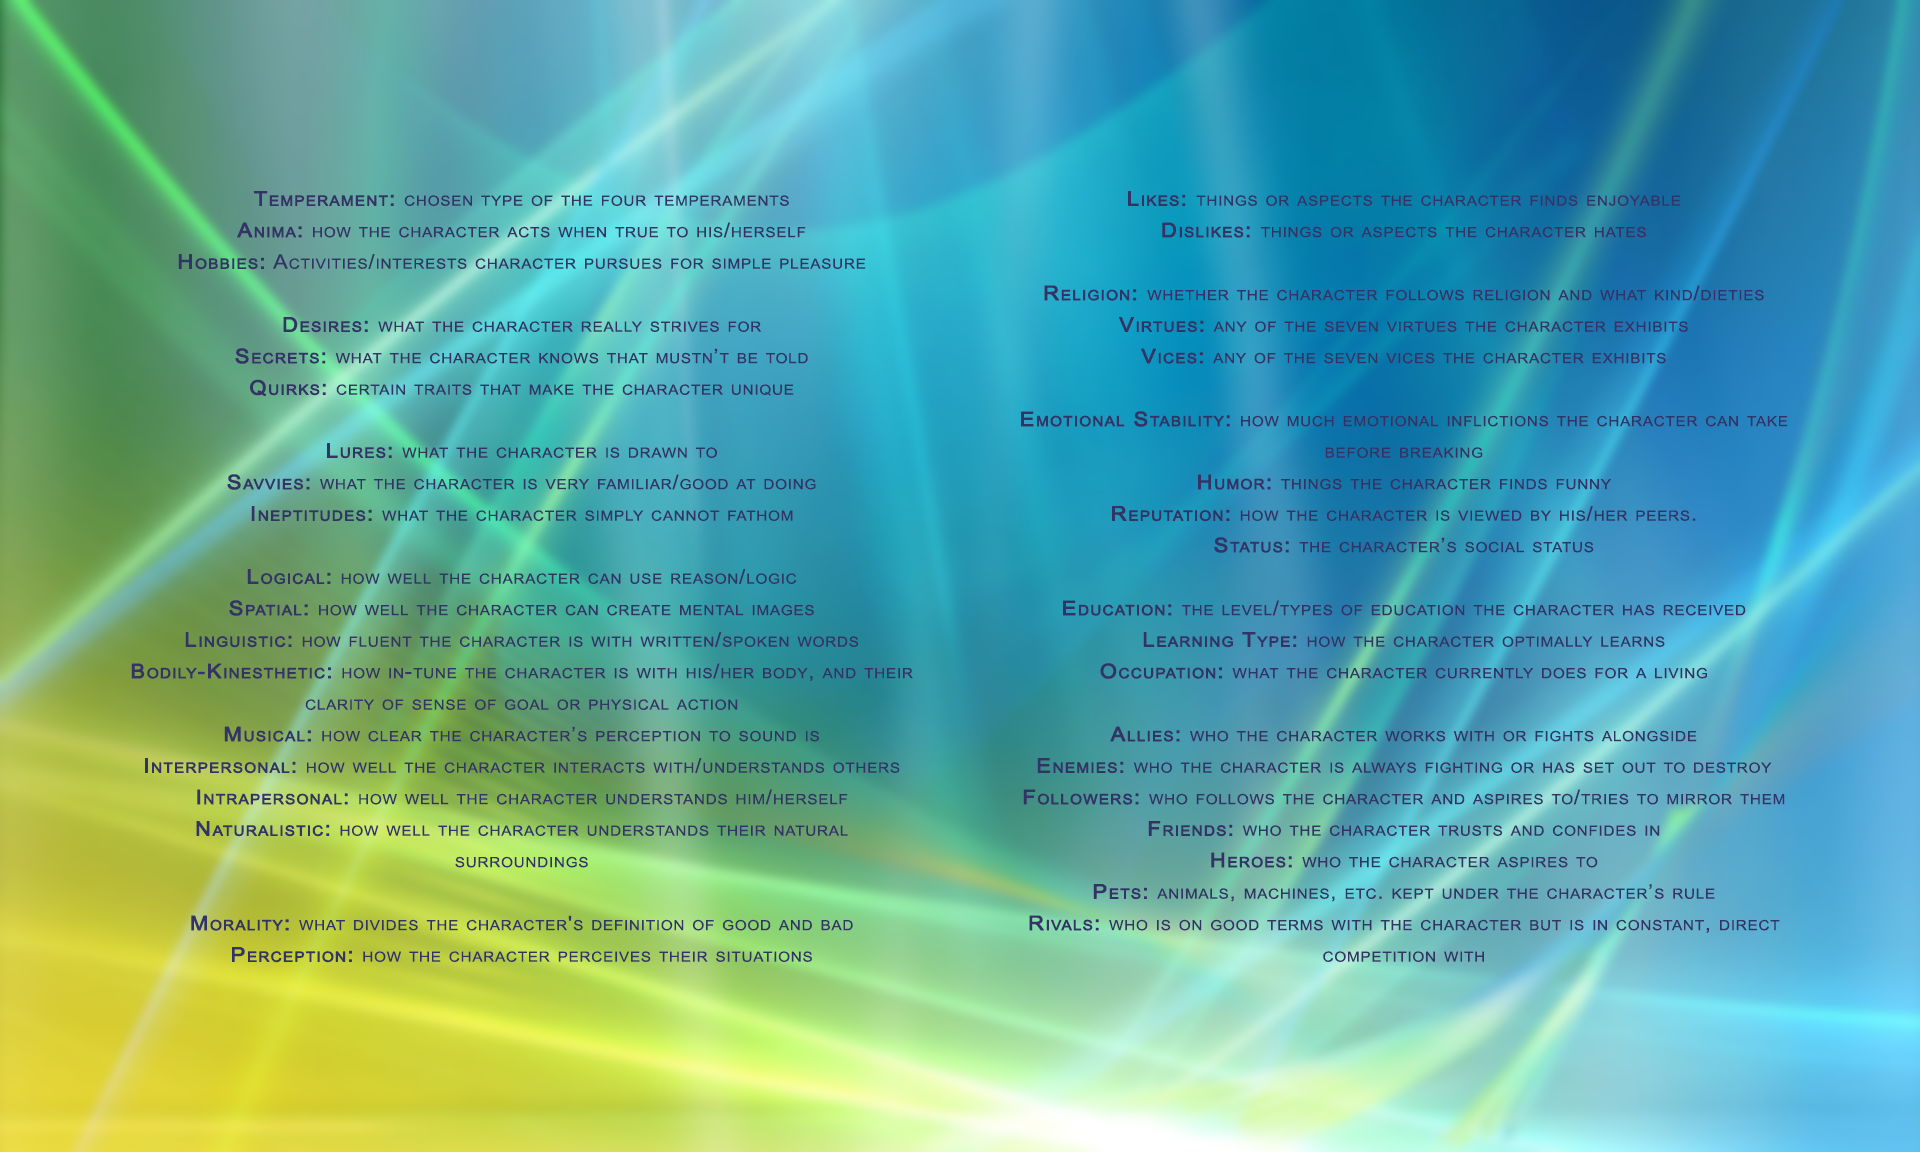 Temperament: chosen type of the four temperaments
Anima: how the character acts when true to his/herself
Hobbies: Activities/interests character pursues for simple pleasure
Desires: what the character really strives for
Secrets: what the character knows that mustn't be told
Quirks: certain traits that make the character unique
Lures: what the character is drawn to
Savvies: what the character is very familiar/good at doing
Ineptitudes: what the character simply cannot fathom
Logical: how well the character can use reason/logic
Spatial: how well the character can create mental images
Linguistic: how fluent the character is with written/spoken words
Bodily-Kinesthetic: how in-tune the character is with his/her body, and their
clarity of sense of goal or physical action
Musical: how clear the character's perception to sound is
Interpersonal: how well the character interacts with/understands others
Intrapersonal: how well the character understands him/herself
Naturalistic: how well the character understands their natural
surroundings
Morality: what divides the character's definition of good and bad
Perception: how the character perceives their situations
Likes: things or aspects the character finds enjoyable
Dislikes: things or aspects the character hates
Religion: whether the character follows religion and what kind/dieties
Virtues: any of the seven virtues the character exhibits
Vices: any of the seven vices the character exhibits
Emotional Stability: how much emotional inflictions the character can take
before breaking
Humor: things the character finds funny
Reputation: how the character is viewed by his/her peers.
Status: the character's social status
Education: the level/types of education the character has received
Learning Type: how the character optimally learns
Occupation: what the character currently does for a living
Allies: who the character works with or fights alongside
Enemies: who the character is always fighting or has set out to destroy
Followers: who follows the character and aspires to/tries to mirror them
Friends: who the character trusts and confides in
Heroes: who the character aspires to
Pets: animals, machines, etc. kept under the character's rule
Rivals: who is on good terms with the character but is in constant, direct
competition with